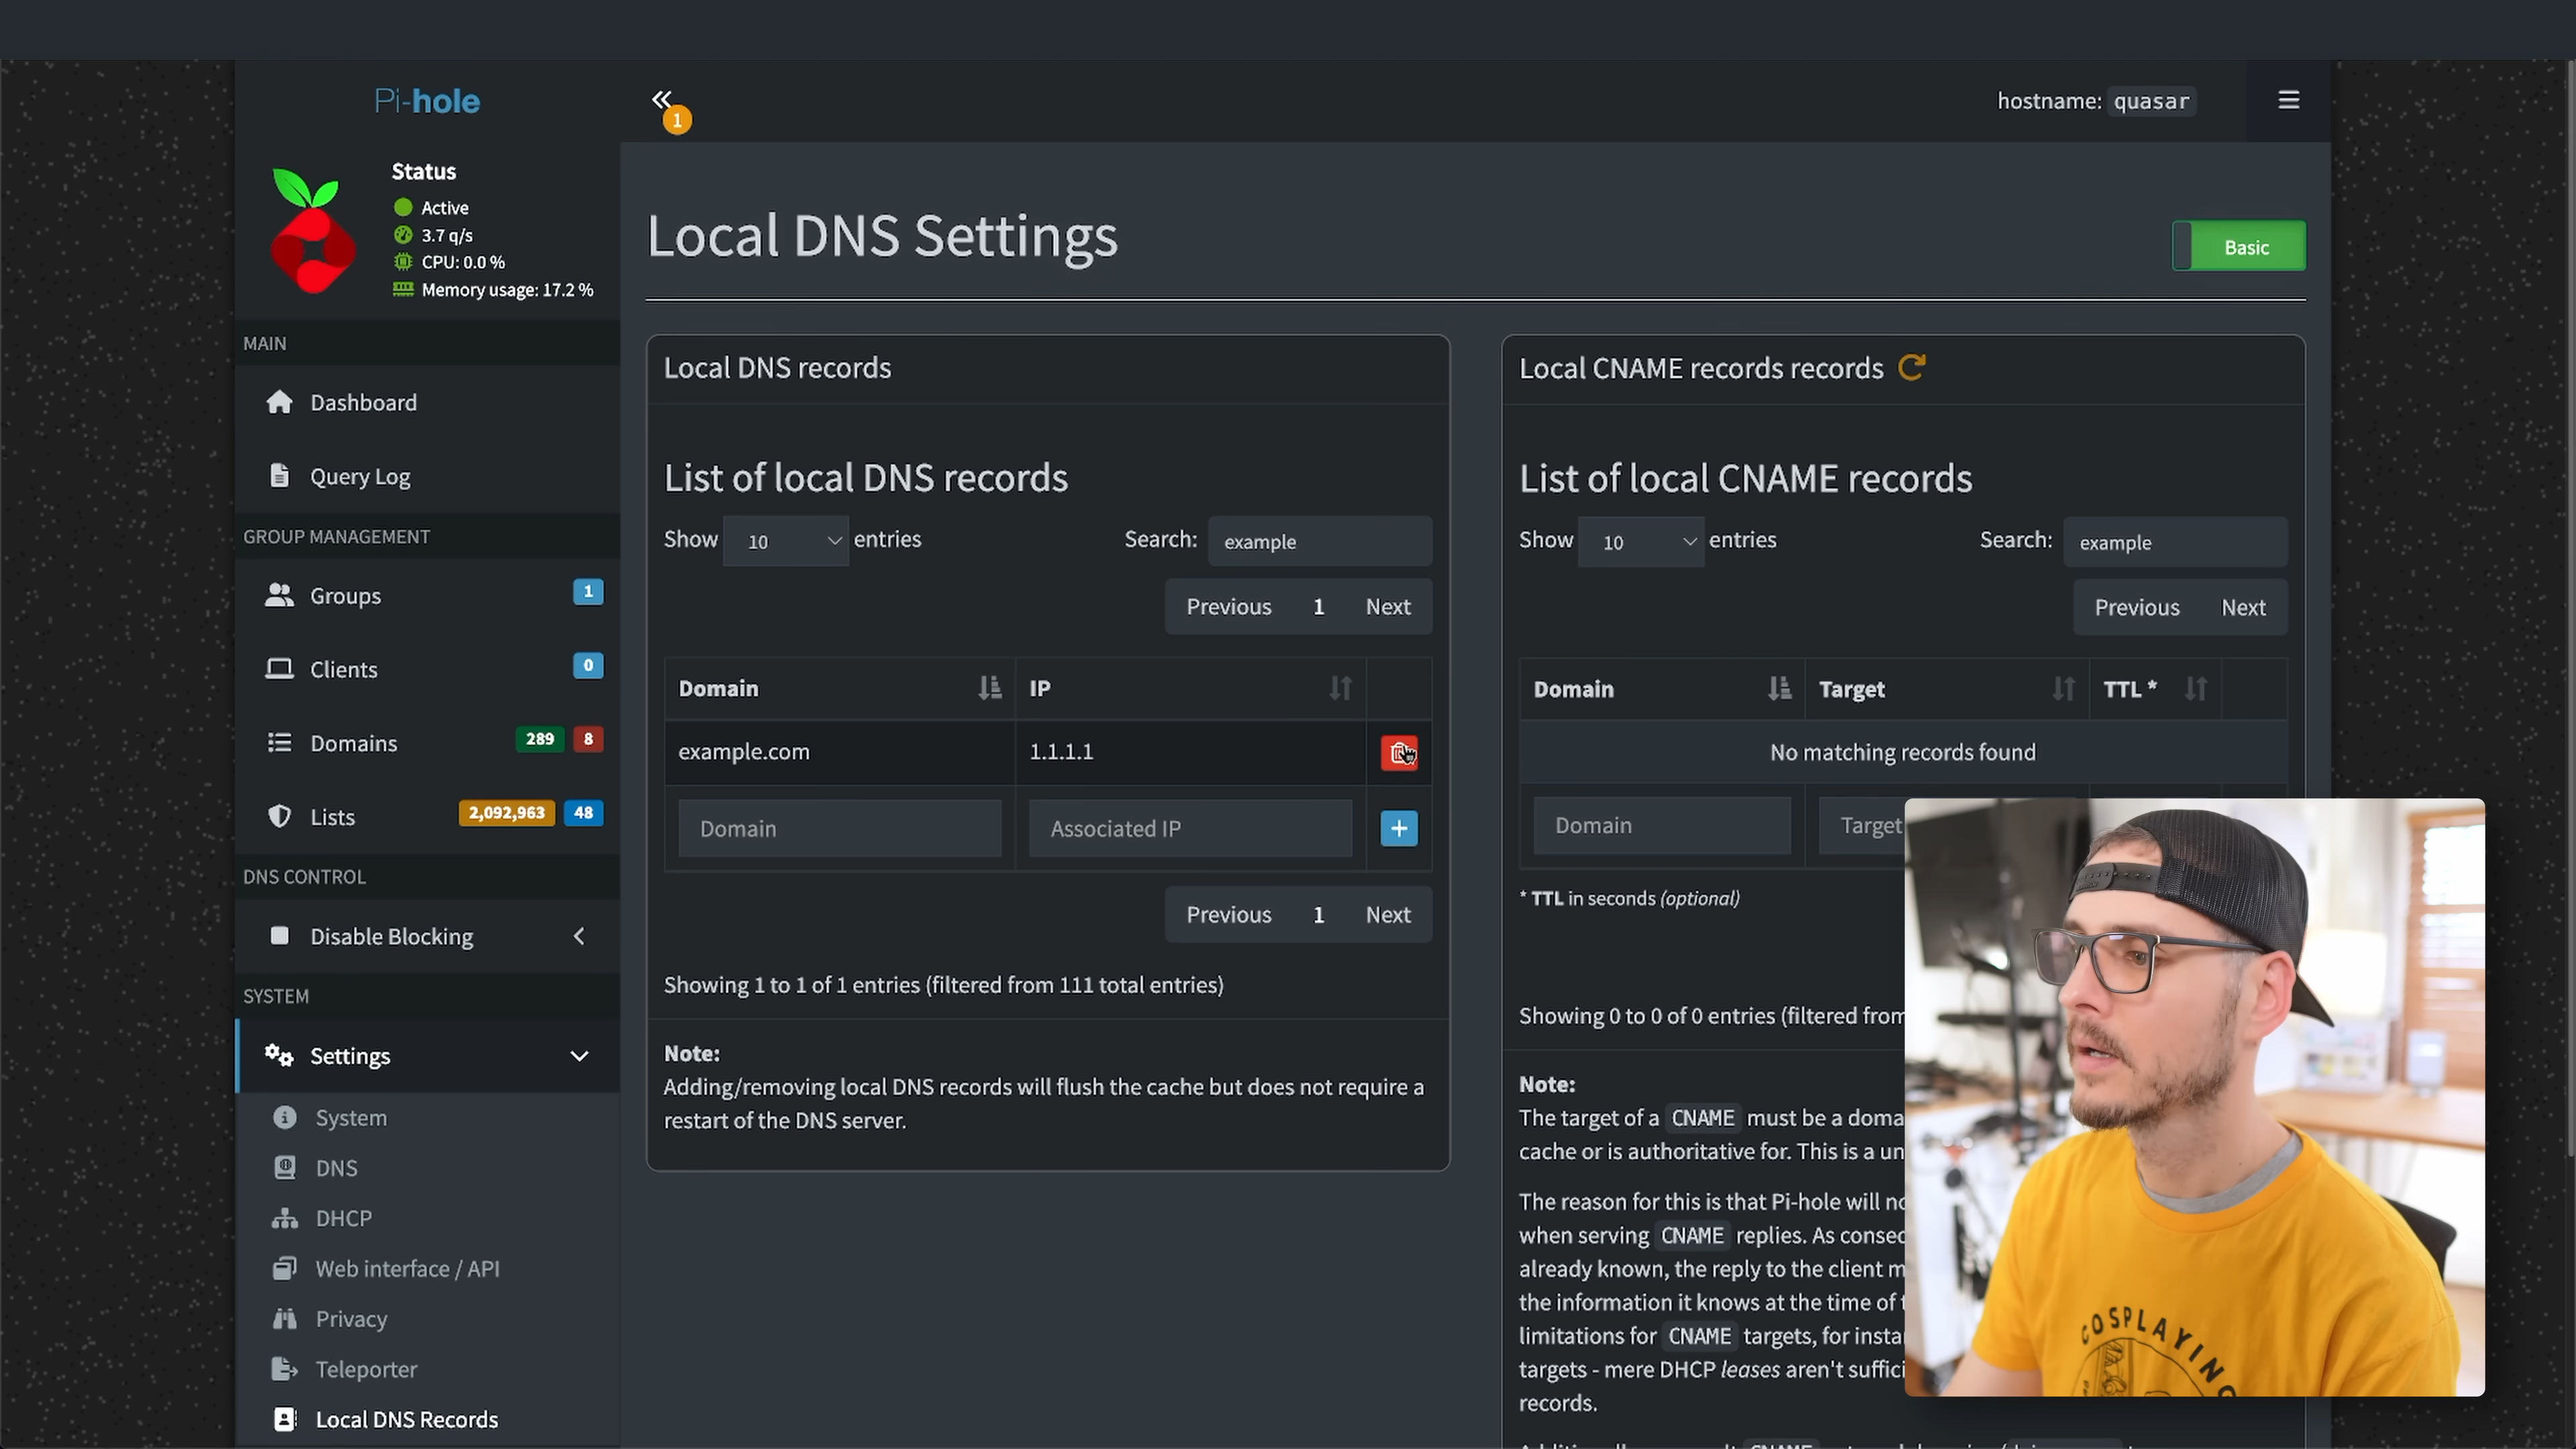 Pi-hole
1
hostname: quasar
Status
Active
3.7 q/s
CPU: 0.0 %
Memory usage: 17.2 %
MAIN
Dashboard
Query Log
GROUP MANAGEMENT
Groups 1
Clients 0
Domains 289 8
Lists 2,092,963 48
DNS CONTROL
Disable Blocking
SYSTEM
Settings
System
DNS
DHCP
Web interface / API
Privacy
Teleporter
Local DNS Records
Local DNS Settings
Basic
Local DNS records
List of local DNS records
Show 10 entries
Search: example
Previous 1 Next
Domain IP
example.com 1.1.1.1
Domain Associated IP
Previous 1 Next
Showing 1 to 1 of 1 entries (filtered from 111 total entries)
Note:
Adding/removing local DNS records will flush the cache but does not require a
restart of the DNS server.
Local CNAME records records
List of local CNAME records
Show 10 entries
Search: example
Previous Next
Domain Target TTL *
No matching records found
Domain Target
* TTL in seconds (optional)
Showing 0 to 0 of 0 entries (filtered from
Note:
The target of a CNAME must be a doma
cache or is authoritative for. This is a un
The reason for this is that Pi-hole will no
when serving CNAME replies. As consec
already known, the reply to the client m
the information it knows at the time of t
limitations for CNAME targets, for insta
targets - mere DHCP leases aren't suffici
records.
COSPLAYING